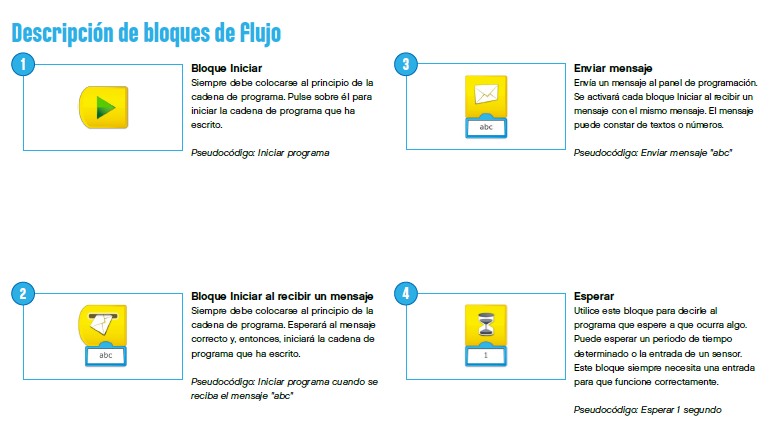 Descripción de bloques de flujo
1
Bloque Iniciar
Siempre debe colocarse al principio de la
cadena de programa. Pulse sobre él para
iniciar la cadena de programa que ha
escrito.
Pseudocódigo: Iniciar programa
2
abc
Bloque Iniciar al recibir un mensaje
Siempre debe colocarse al principio de la
cadena de programa. Esperará al mensaje
correcto y, entonces, iniciará la cadena de
programa que ha escrito.
Pseudocódigo: Iniciar programa cuando se
reciba el mensaje "abc"
3
abc
Enviar mensaje
Envía un mensaje al panel de programación.
Se activará cada bloque Iniciar al recibir un
mensaje con el mismo mensaje. El mensaje
puede constar de textos o números.
Pseudocódigo: Enviar mensaje "abc"
4
1
Esperar
Utilice este bloque para decirle al
programa que espere a que ocurra algo.
Puede esperar un periodo de tiempo
determinado o la entrada de un sensor.
Este bloque siempre necesita una entrada
para que funcione correctamente.
Pseudocódigo: Esperar 1 segundo